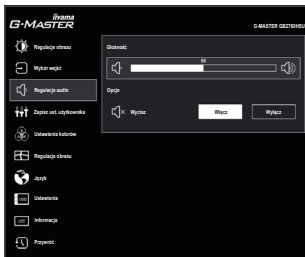 iiyama
G-MASTER
G-MASTER GB2760HSU
Regulacja obrazu
Wybór wejść
Regulacja audio
Zapisz ust. użytkownika
Ustawienia kolorów
Regulacje obrazu
Język
Ustawienia
Informacje
Przywróć
Głośność
50
Opcje
Wycisz
Włącz
Wyłącz